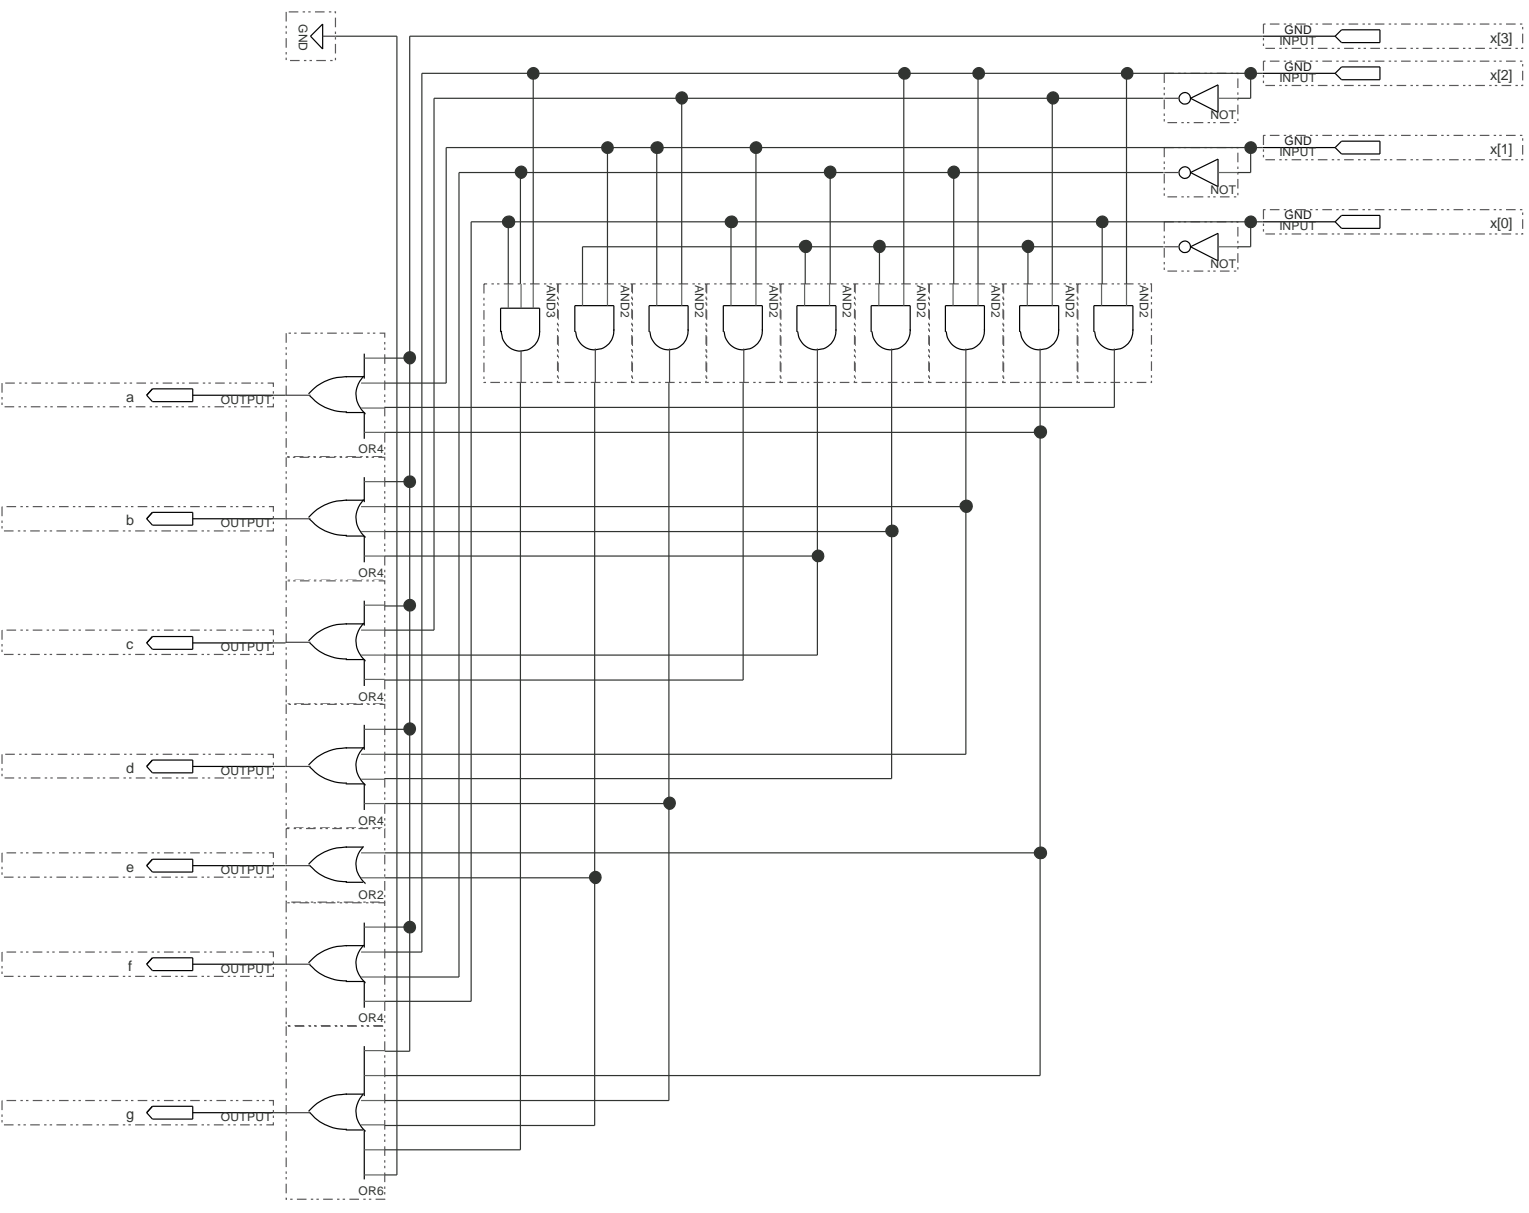 GND
GND
INPUT
x[3]
GND
INPUT
x[2]
NOT
GND
INPUT
x[1]
NOT
GND
INPUT
x[0]
NOT
AND3
AND2
AND2
AND2
AND2
AND2
AND2
AND2
AND2
a
OUTPUT
OR4
b
OUTPUT
OR4
c
OUTPUT
OR4
d
OUTPUT
OR4
e
OUTPUT
OR2
f
OUTPUT
OR4
g
OUTPUT
OR6